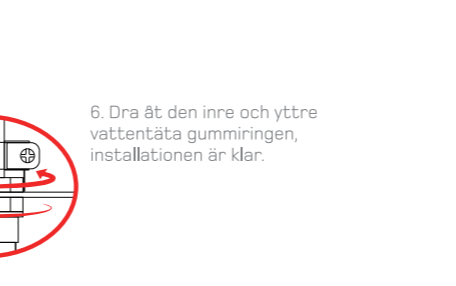 6. Dra åt den inre och yttre
vattentäta gummiringen,
installationen är klar.